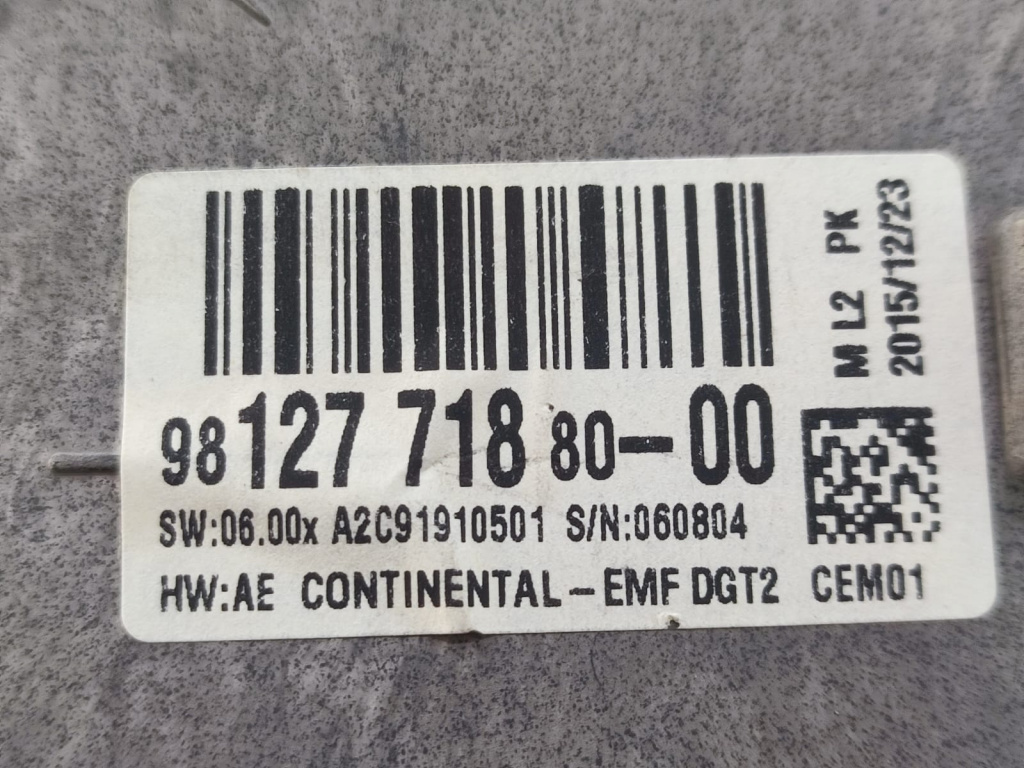 98 127 718 80-00
SW:06.00x A2C91910501 S/N:060804
HW:AE CONTINENTAL-EMF DGT2 CEM01
M L2 PK
2015/12/23